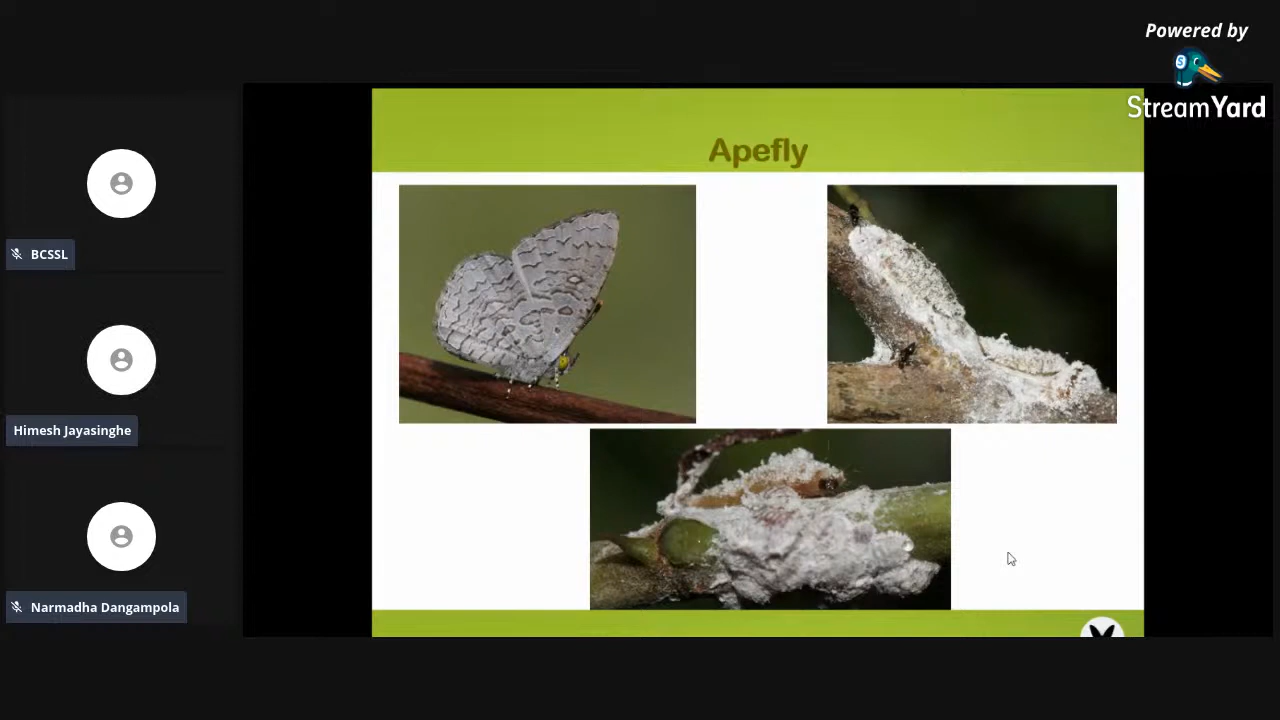 Powered by
StreamYard
Apefly
BCSSL
Himesh Jayasinghe
Narmadha Dangampola